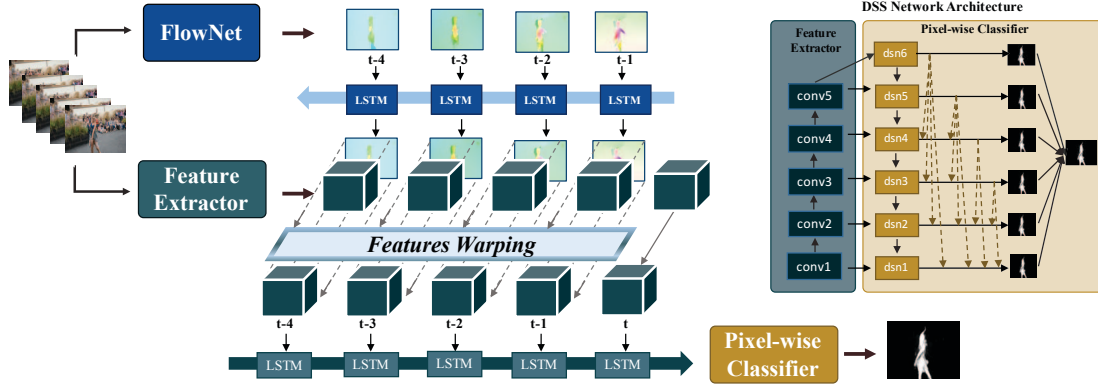 DSS Network Architecture
FlowNet
t-4
t-3
t-2
t-1
LSTM
LSTM
LSTM
LSTM
Feature
Extractor
Features Warping
t-4
t-3
t-2
t-1
t
LSTM
LSTM
LSTM
LSTM
LSTM
Pixel-wise
Classifier
Feature
Extractor
Pixel-wise Classifier
conv5
conv4
conv3
conv2
conv1
dsn6
dsn5
dsn4
dsn3
dsn2
dsn1